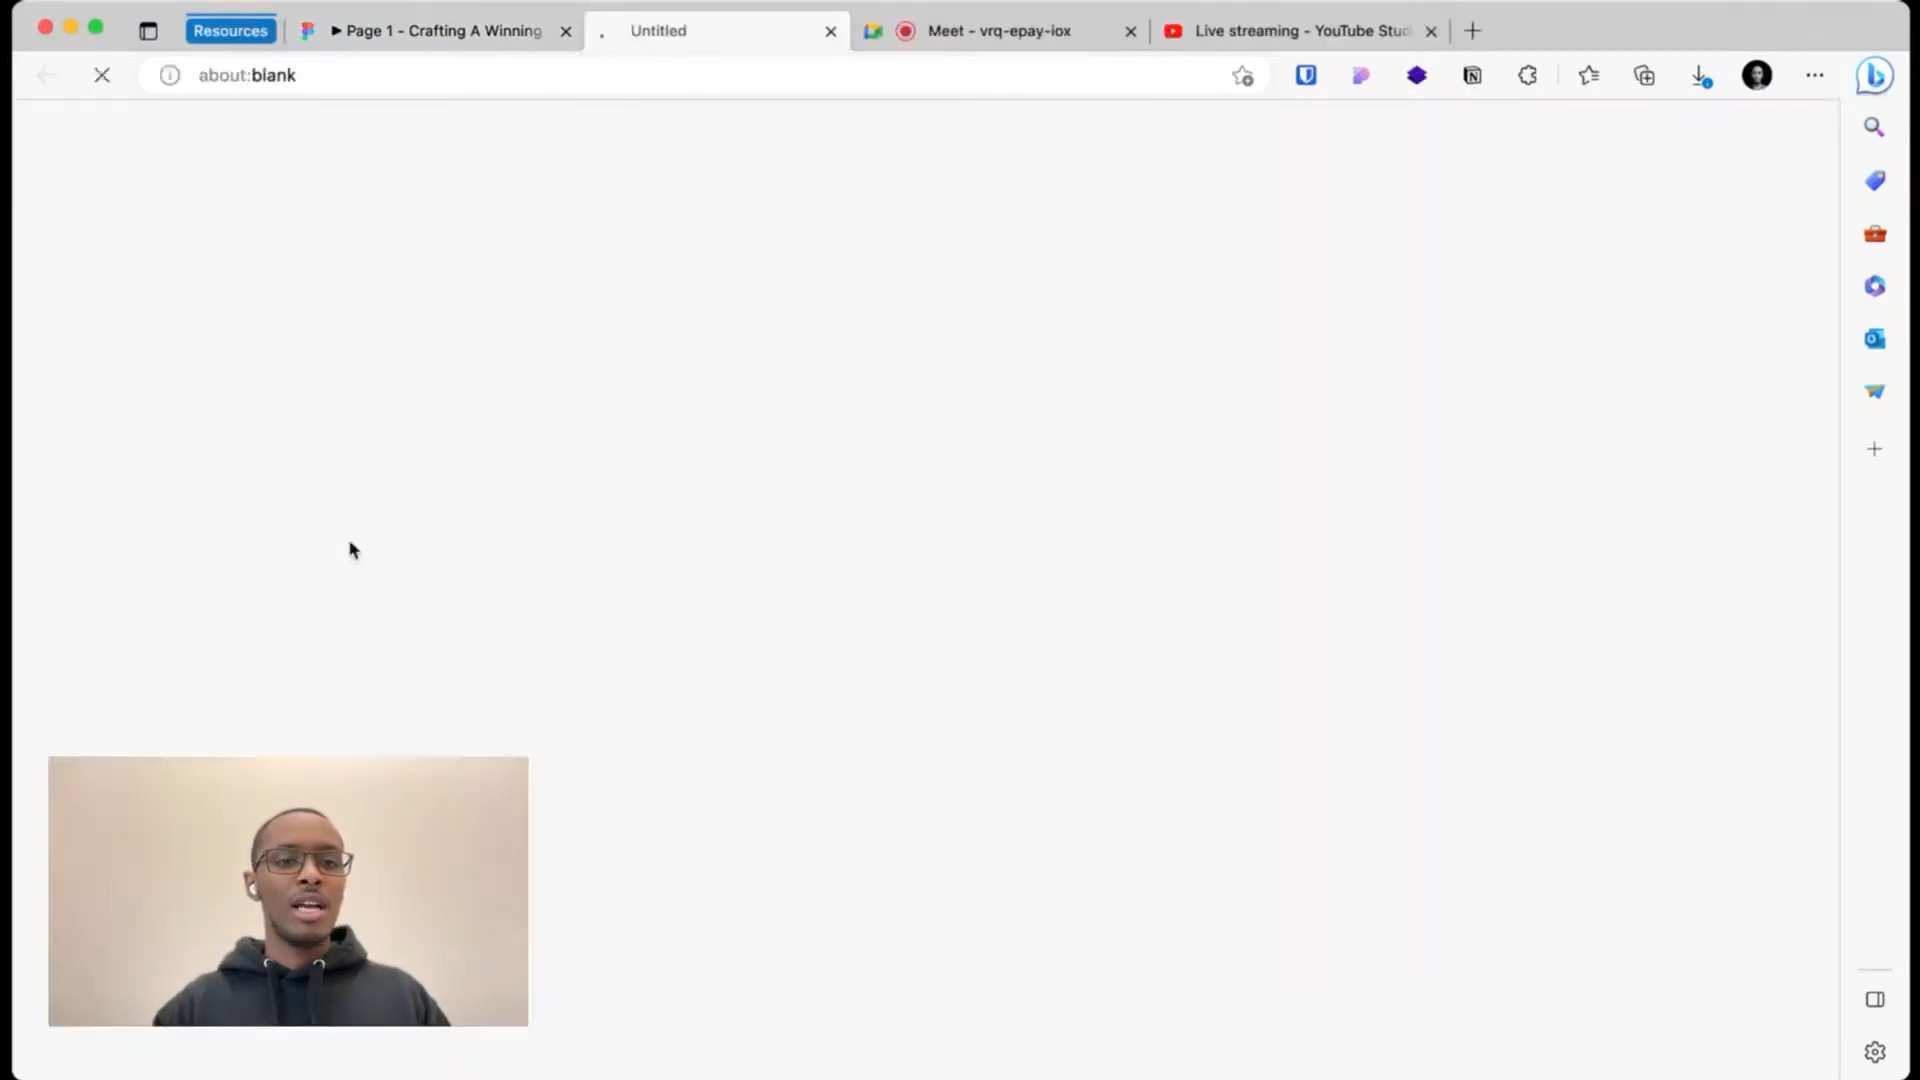 Resources
Page 1 - Crafting A Winning
Untitled
Meet - vrq-epay-iox
Live streaming - YouTube Stud
about:blank